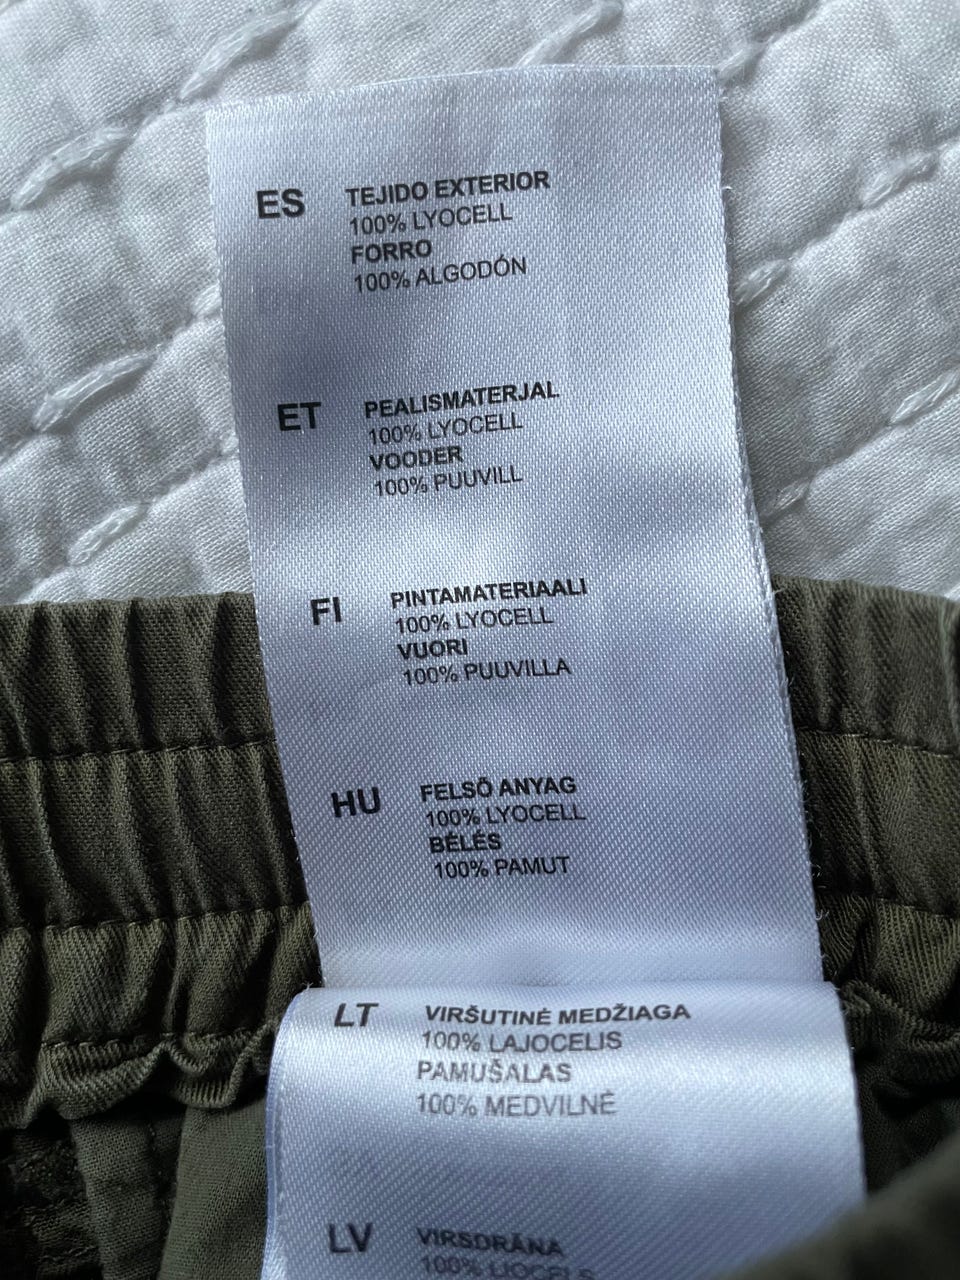 ES TEJIDO EXTERIOR
100% LYOCELL
FORRO
100% ALGODÓN
ET PEALISMATERJAL
100% LYOCELL
VOODER
100% PUUVILL
FI PINTAMATERIAALI
100% LYOCELL
VUORI
100% PUUVILLA
HU FELSŐ ANYAG
100% LYOCELL
BÉLÉS
100% PAMUT
LT VIRŠUTINĖ MEDŽIAGA
100% LAJOCELIS
PAMUŠALAS
100% MEDVILNĖ
LV VIRSDRĀNA
100% LIOCELS